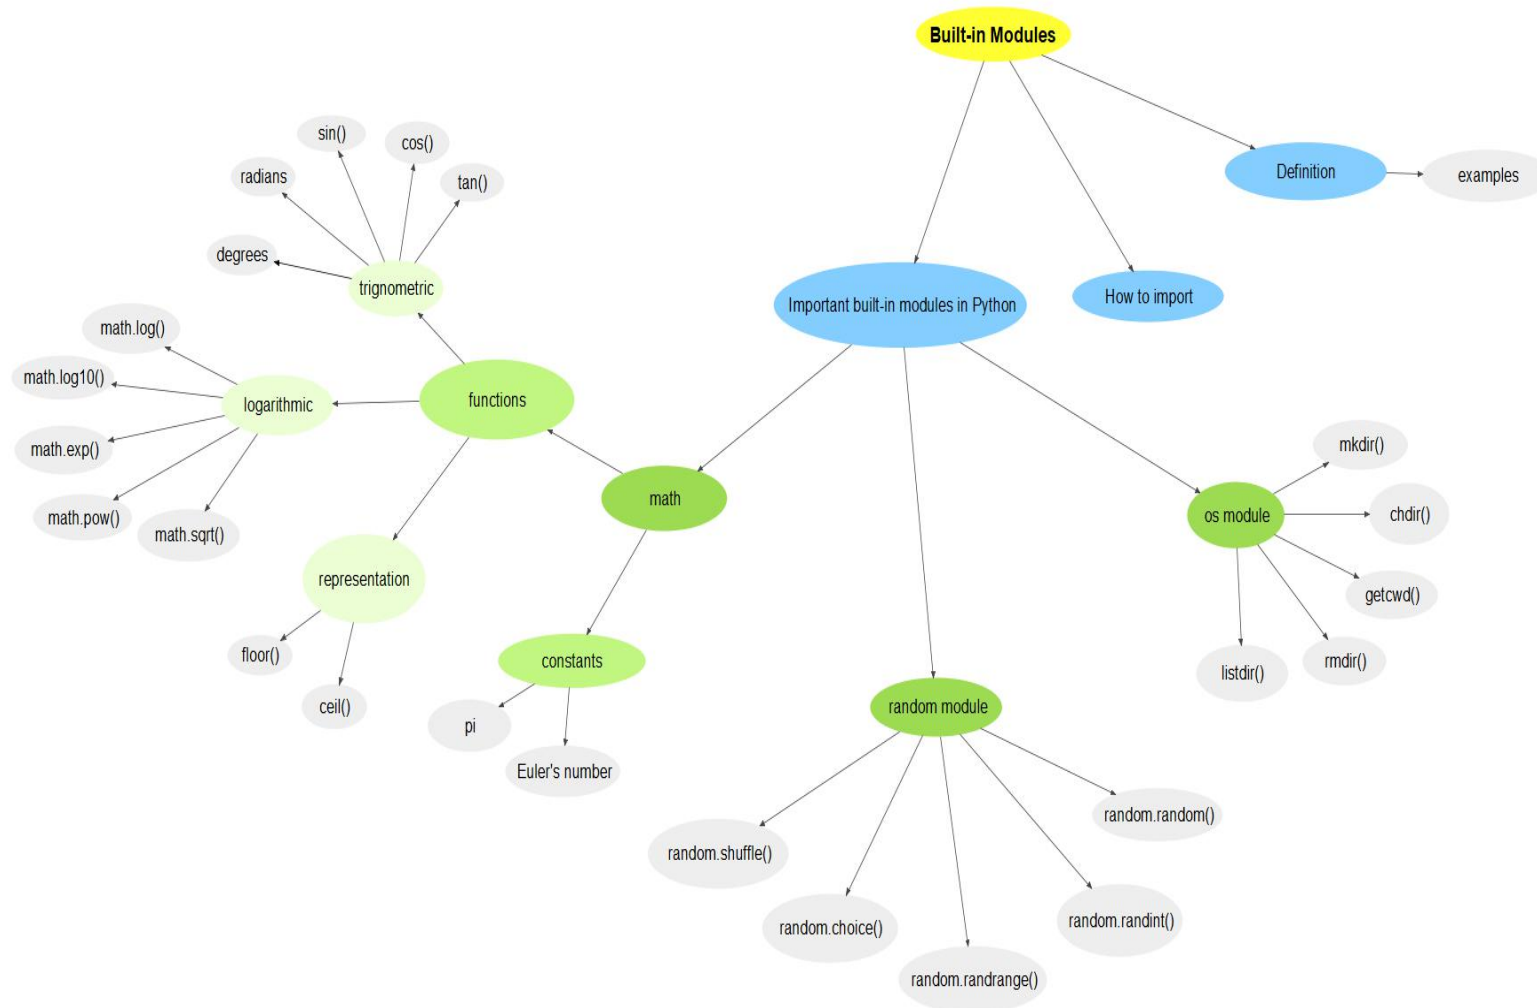 Built-in Modules
Definition
examples
How to import
Important built-in modules in Python
sin()
cos()
radians
tan()
degrees
trignometric
math.log()
math.log10()
logarithmic
functions
math.exp()
math.pow()
math.sqrt()
math
representation
floor()
ceil()
constants
pi
Euler's number
mkdir()
os module
chdir()
getcwd()
rmdir()
listdir()
random module
random.random()
random.shuffle()
random.choice()
random.randint()
random.randrange()